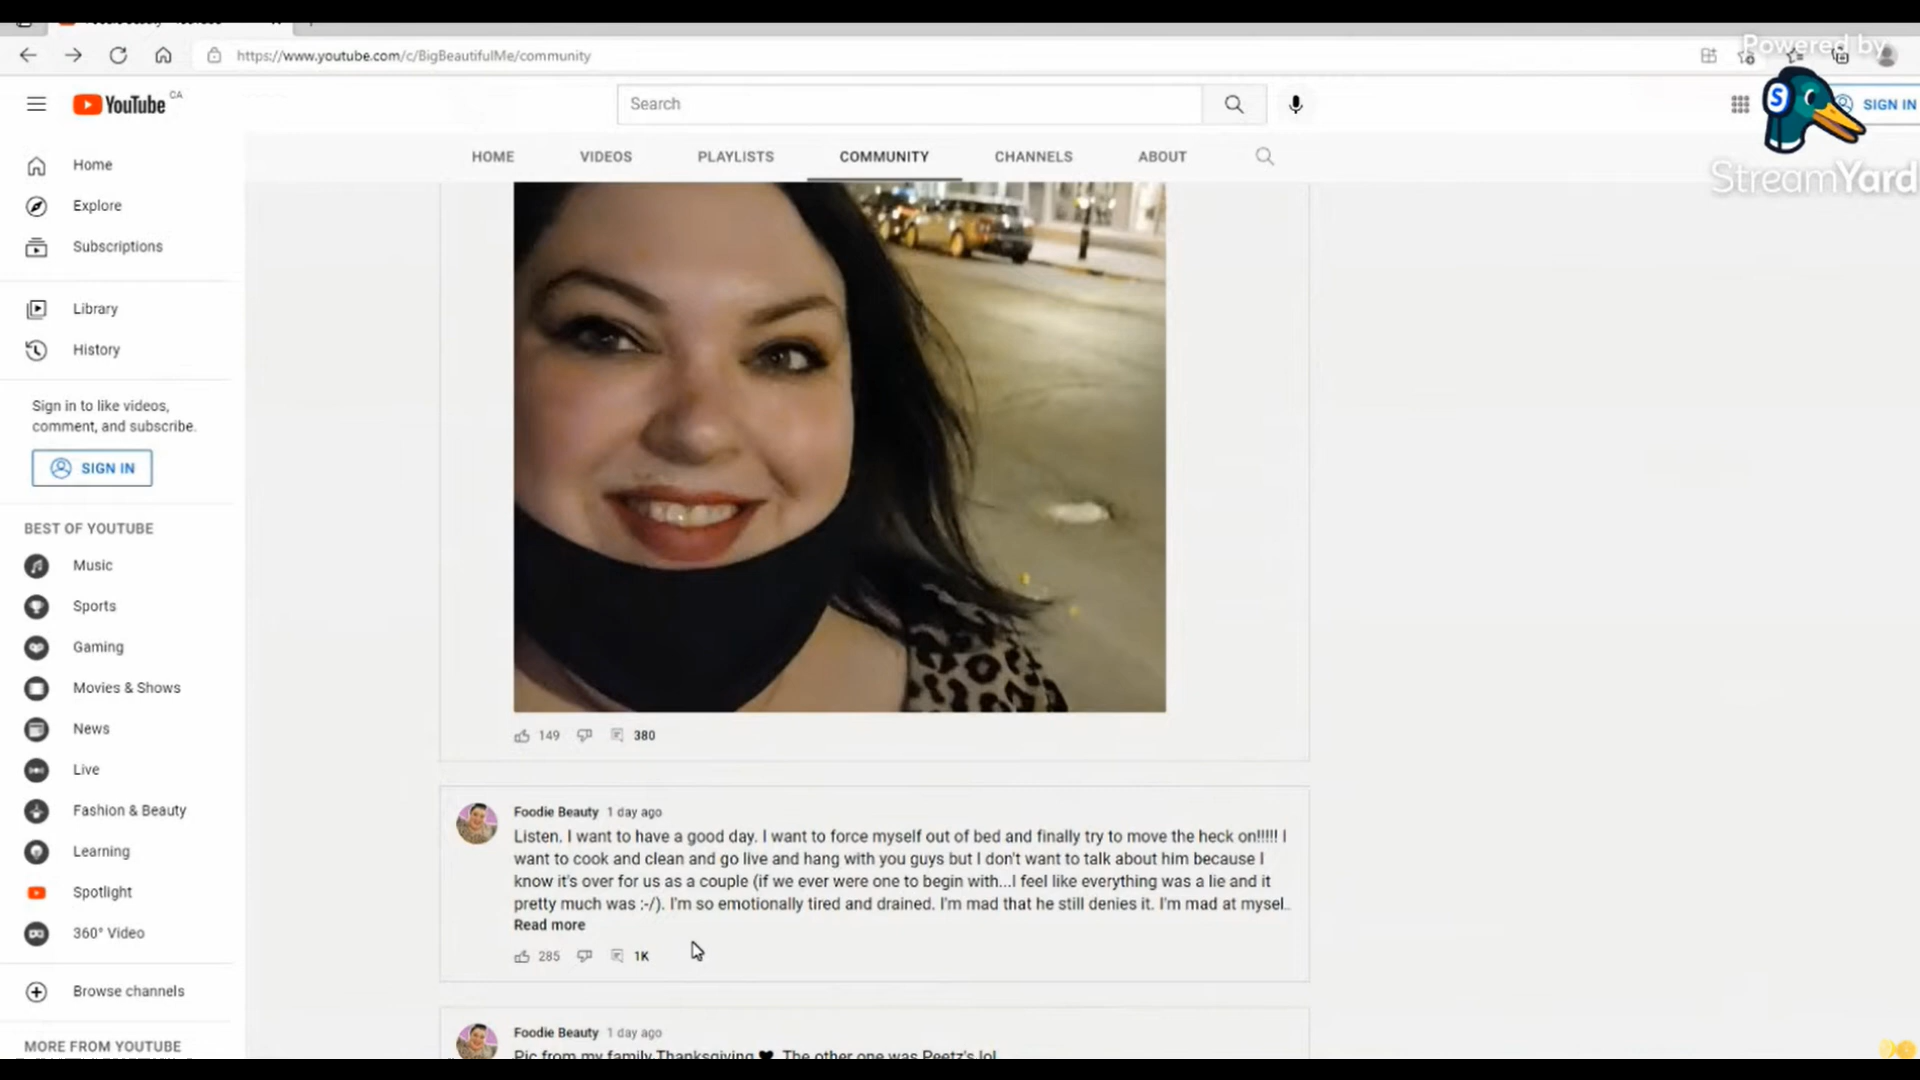 https://www.youtube.com/c/BigBeautifulMe/community
Powered by
YouTube CA
Search
SIGN IN
StreamYard
HOME VIDEOS PLAYLISTS COMMUNITY CHANNELS ABOUT
Home
Explore
Subscriptions
Library
History
Sign in to like videos,
comment, and subscribe.
SIGN IN
BEST OF YOUTUBE
Music
Sports
Gaming
Movies & Shows
News
Live
Fashion & Beauty
Learning
Spotlight
360° Video
Browse channels
MORE FROM YOUTUBE
149 380
Foodie Beauty 1 day ago
Listen. I want to have a good day. I want to force myself out of bed and finally try to move the heck on!!!!! I
want to cook and clean and go live and hang with you guys but I don't want to talk about him because I
know it's over for us as a couple (if we ever were one to begin with...I feel like everything was a lie and it
pretty much was :-/). I'm so emotionally tired and drained. I'm mad that he still denies it. I'm mad at mysel..
Read more
285 1K
Foodie Beauty 1 day ago
Pic from my family Thanksgiving ♥. The other one was Peetz's lol